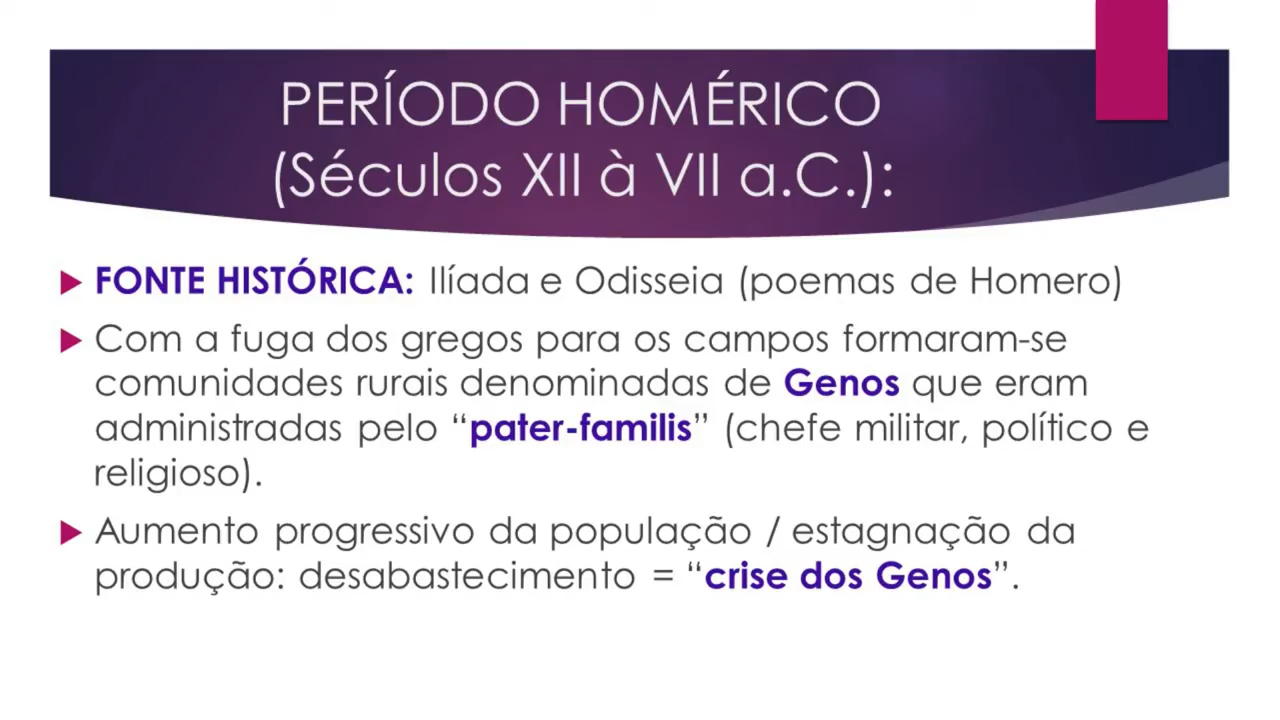 PERÍODO HOMÉRICO
(Séculos XII à VII a.C.):
FONTE HISTÓRICA: Ilíada e Odisseia (poemas de Homero)
Com a fuga dos gregos para os campos formaram-se
comunidades rurais denominadas de Genos que eram
administradas pelo “pater-familis” (chefe militar, político e
religioso).
Aumento progressivo da população / estagnação da
produção: desabastecimento = “crise dos Genos”.